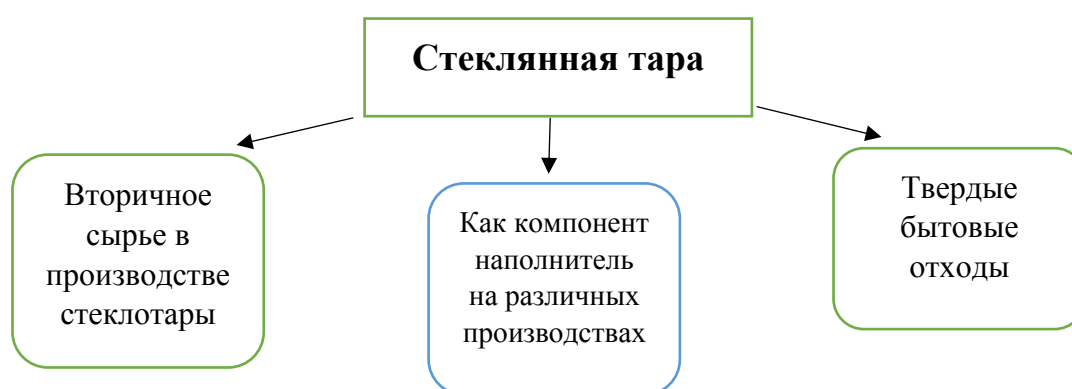 Стеклянная тара
Вторичное
сырье в
производстве
стеклотары
Как компонент
наполнитель
на различных
производствах
Твердые
бытовые
отходы